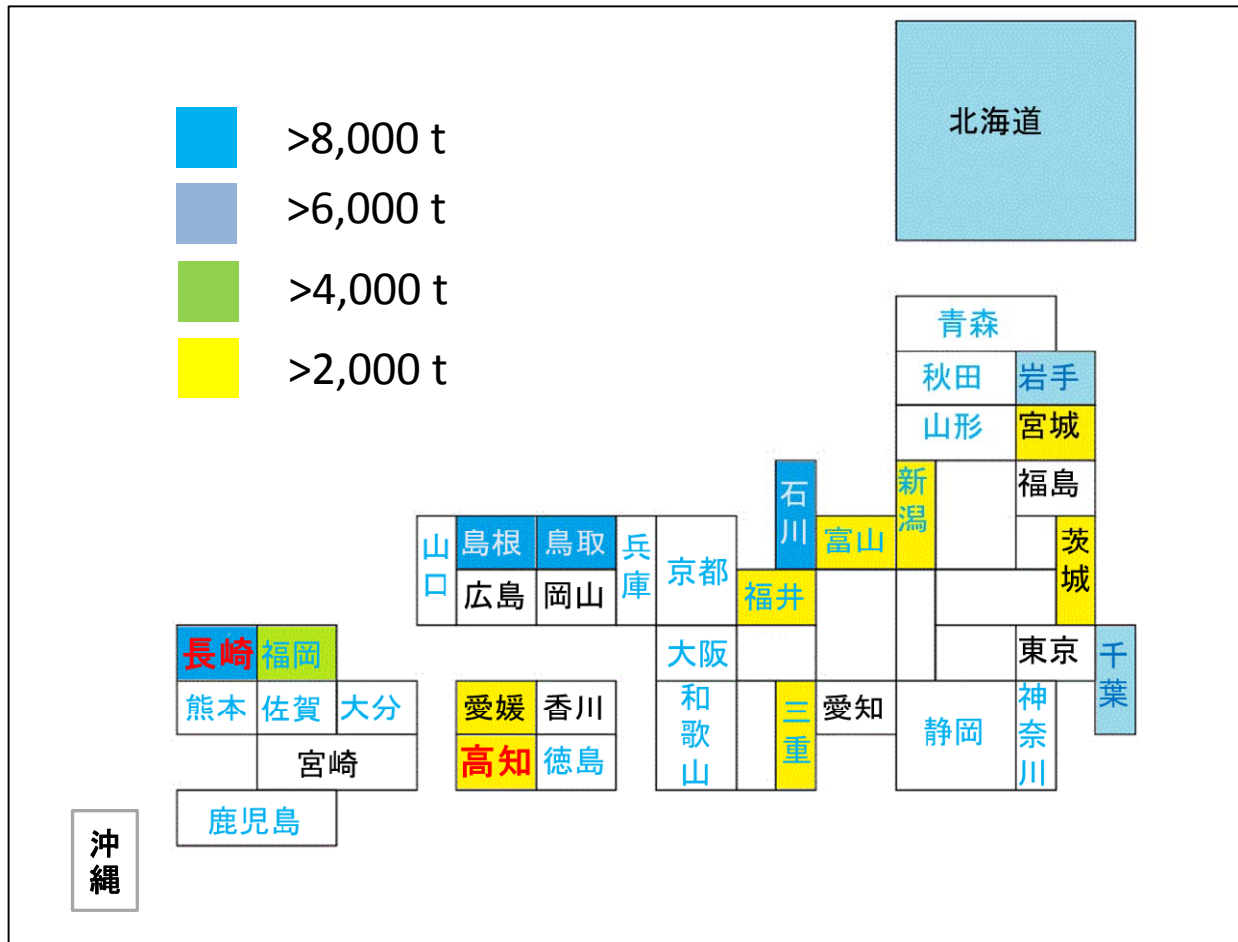 >8,000 t
>6,000 t
>4,000 t
>2,000 t
北海道
青森
秋田
岩手
山形
宮城
福島
新潟
石川
富山
茨城
山口
島根
鳥取
兵庫
京都
福井
広島
岡山
長崎
福岡
大阪
東京
千葉
熊本
佐賀
大分
愛媛
香川
和歌山
三重
愛知
静岡
神奈川
宮崎
高知
徳島
鹿児島
沖縄